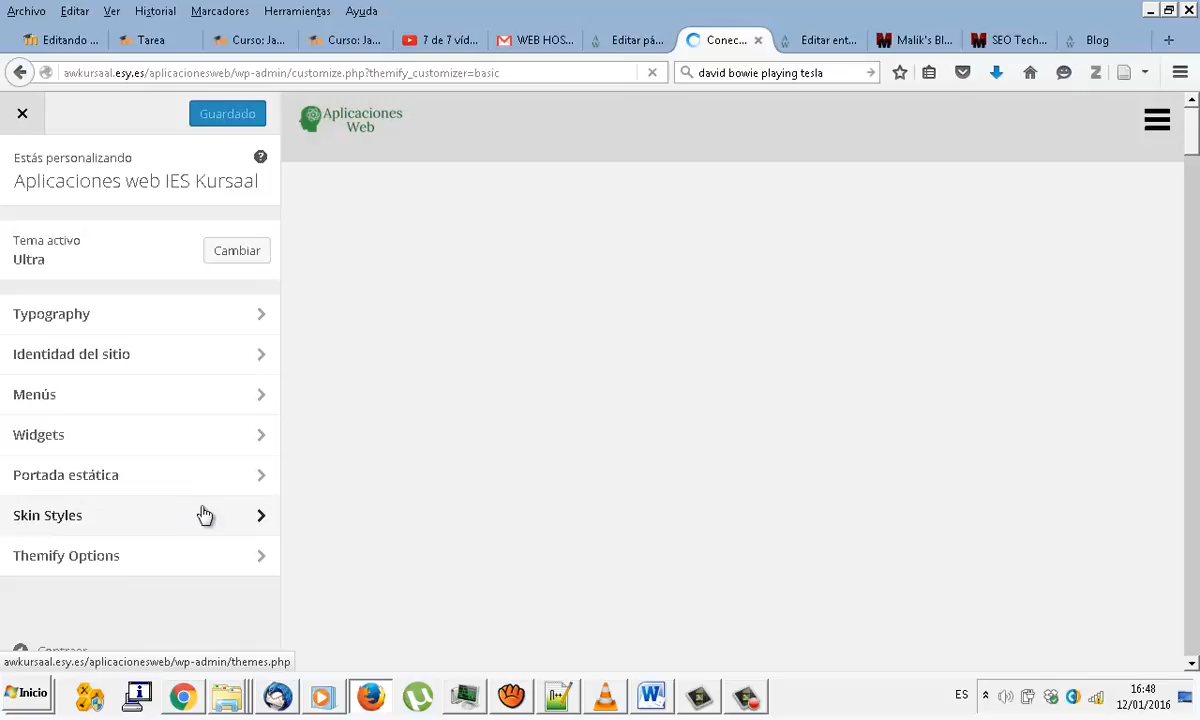 Archivo Editar Ver Historial Marcadores Herramientas Ayuda
Editando ... Tarea Curso: Ja... Curso: Ja... 7 de 7 víd... WEB HOS... Editar pá... Conec... Editar ent... Malik's Bl... SEO Tech... Blog
awkursaal.esy.es/aplicacionesweb/wp-admin/customize.php?themify_customizer=basic
david bowie playing tesla
Guardado
Aplicaciones
Web
Estás personalizando
Aplicaciones web IES Kursaal
Tema activo
Ultra
Cambiar
Typography
Identidad del sitio
Menús
Widgets
Portada estática
Skin Styles
Themify Options
Contraer
awkursaal.esy.es/aplicacionesweb/wp-admin/themes.php
Inicio
ES
16:48
12/01/2016